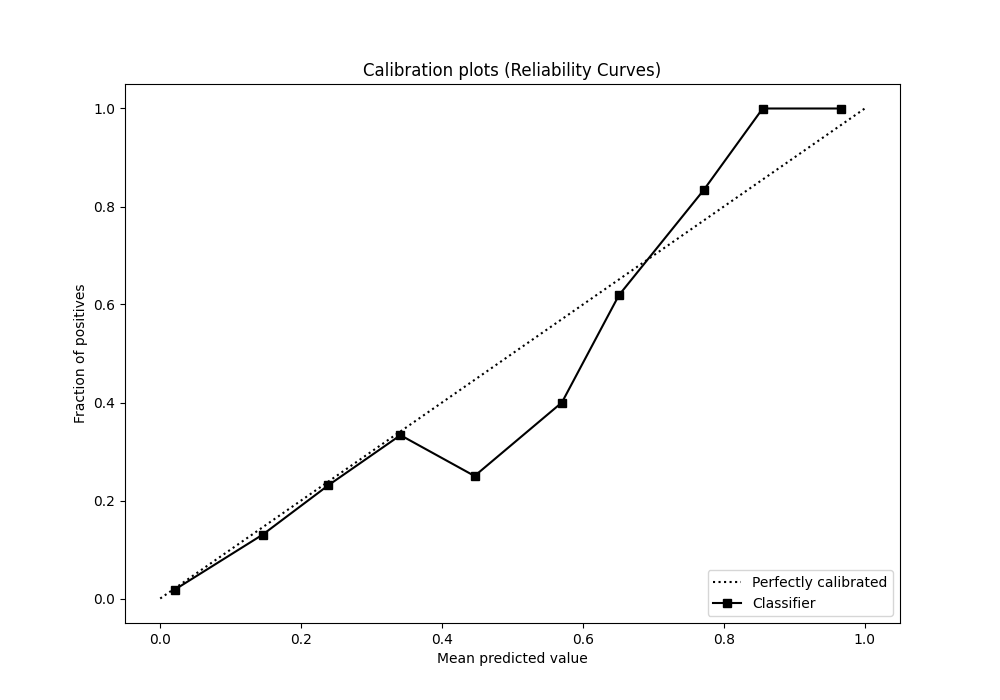 Calibration plots (Reliability Curves)
1.0
0.8
0.6
0.4
0.2
0.0
Fraction of positives
0.0 0.2 0.4 0.6 0.8 1.0
Mean predicted value
Perfectly calibrated
Classifier